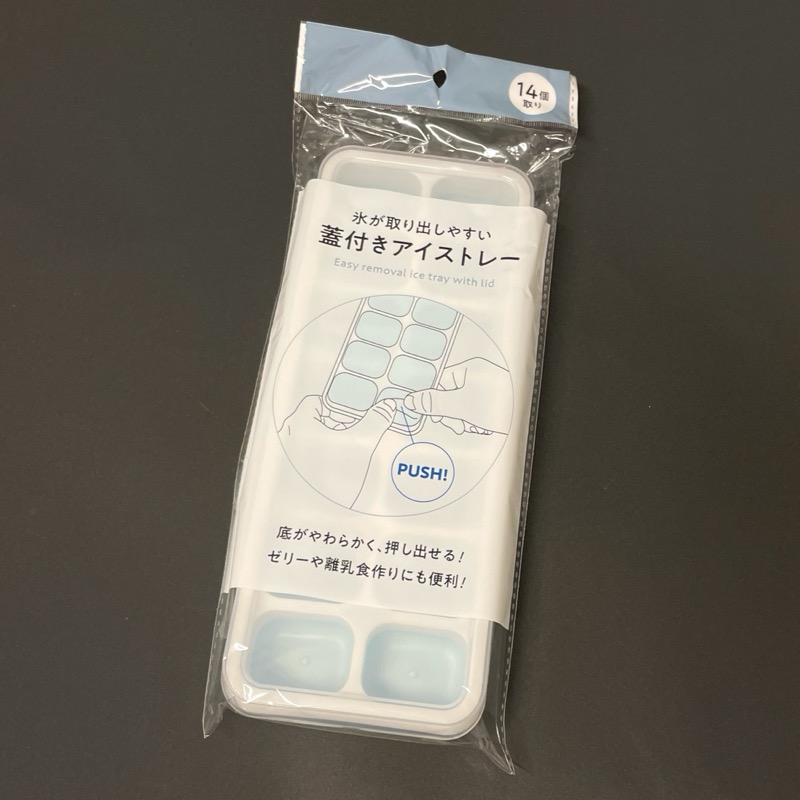 14個
取り
氷が取り出しやすい
蓋付きアイストレー
Easy removal ice tray with lid
PUSH!
底がやわらかく、押し出せる!
ゼリーや離乳食作りにも便利!